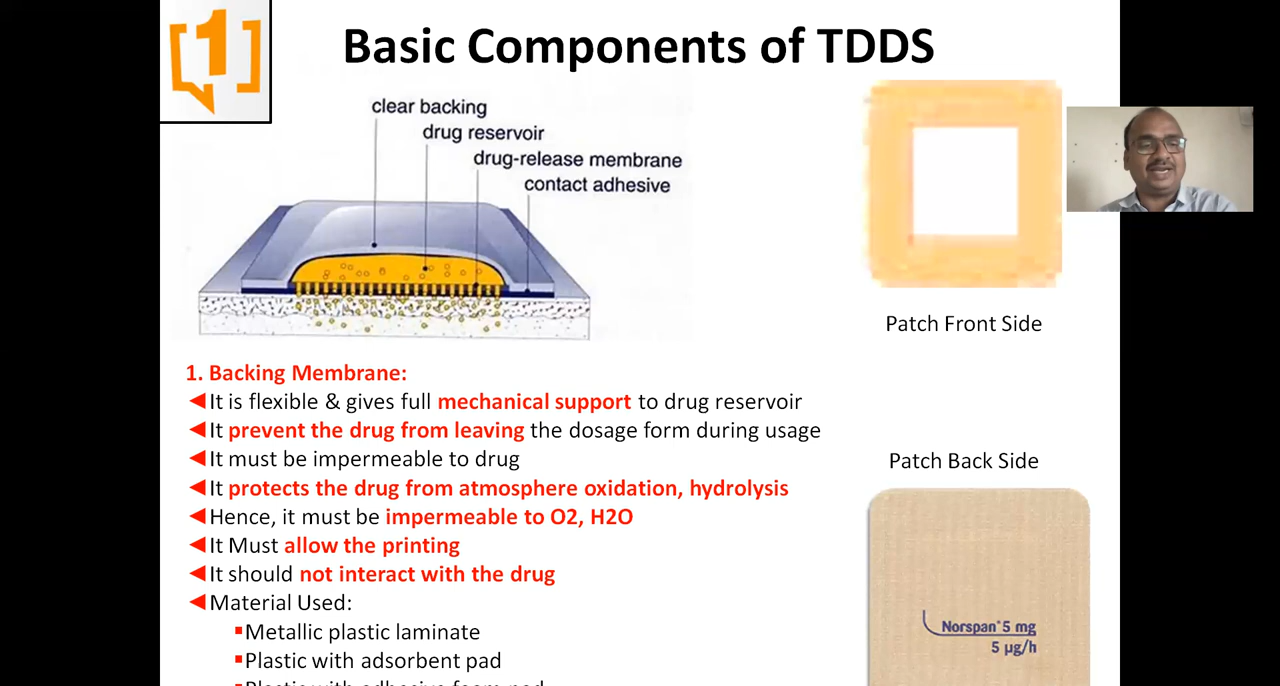 [1]
Basic Components of TDDS
clear backing
drug reservoir
drug-release membrane
contact adhesive
Patch Front Side
1. Backing Membrane:
◄It is flexible & gives full mechanical support to drug reservoir
◄It prevent the drug from leaving the dosage form during usage
◄It must be impermeable to drug
◄It protects the drug from atmosphere oxidation, hydrolysis
◄Hence, it must be impermeable to O2, H2O
◄It Must allow the printing
◄It should not interact with the drug
◄Material Used:
▪Metallic plastic laminate
▪Plastic with adsorbent pad
▪Plastic with adhesive foam pad
Patch Back Side
Norspan® 5 mg
5 µg/h